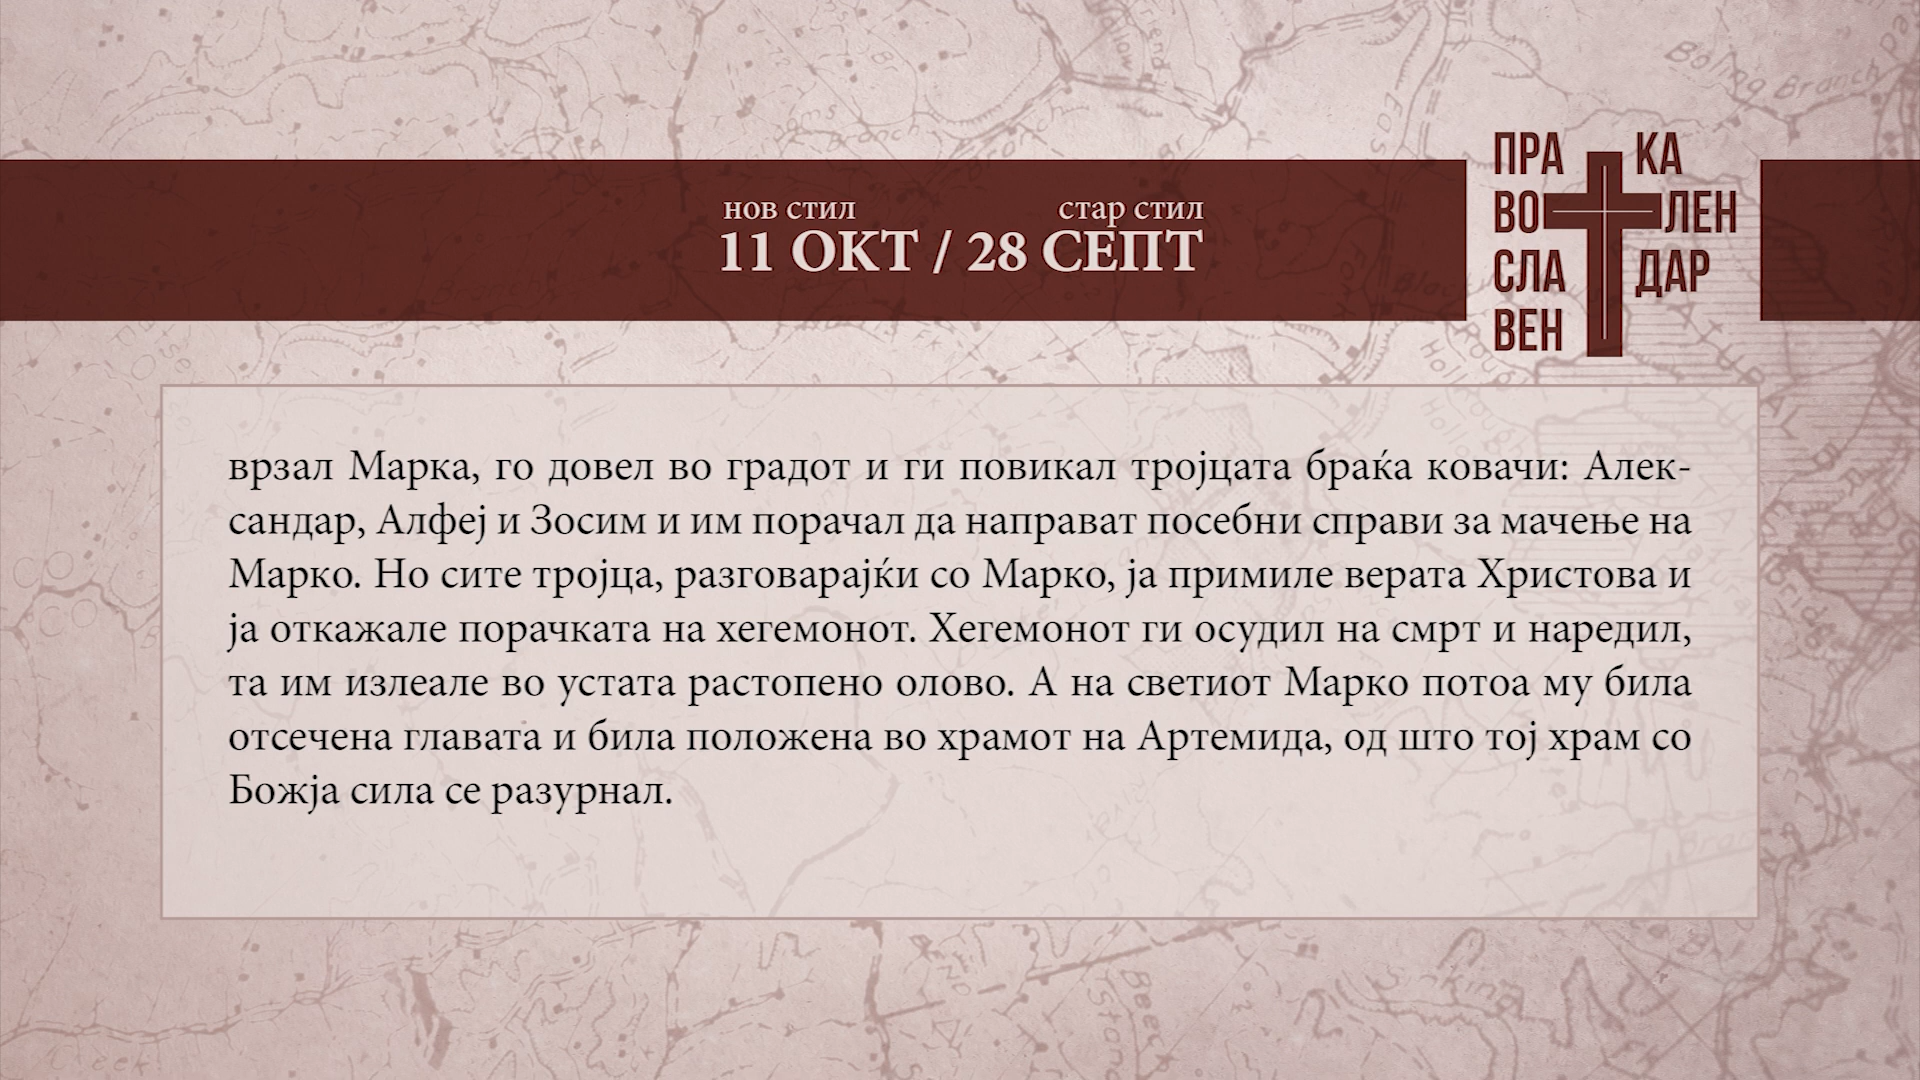 нов стил стар стил
11 ОКТ / 28 СЕПТ
ПРА КА
ВО ЛЕН
СЛА ДАР
ВЕН
врзал Марка, го довел во градот и ги повикал тројцата браќа ковачи: Алек-
сандар, Алфеј и Зосим и им порачал да направат посебни справи за мачење на
Марко. Но сите тројца, разговарајќи со Марко, ја примиле верата Христова и
ја откажале порачката на хегемонот. Хегемонот ги осудил на смрт и наредил,
та им излеале во устата растопено олово. А на светиот Марко потоа му била
отсечена главата и била положена во храмот на Артемида, од што тој храм со
Божја сила се разурнал.
Boling Branch
Creek